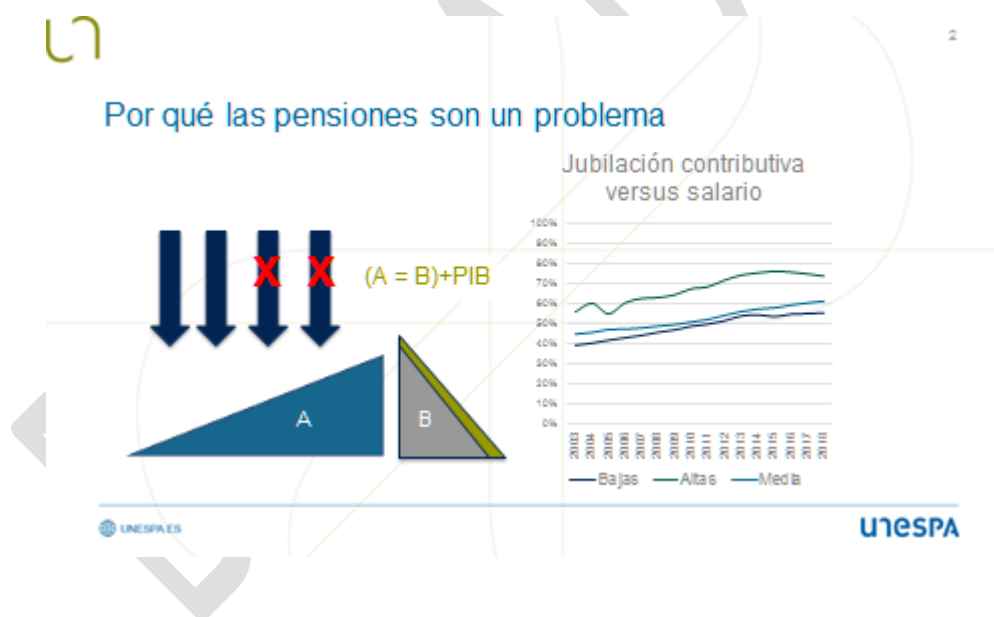 2
Por qué las pensiones son un problema
Jubilación contributiva
versus salario
100%
90%
80%
70%
60%
50%
40%
30%
20%
10%
0%
2003
2004
2005
2006
2007
2008
2009
2010
2011
2012
2013
2014
2015
2016
2017
2018
Bajas Altas Media
X X
(A = B)+PIB
A
B
UNESPA.ES
unespa